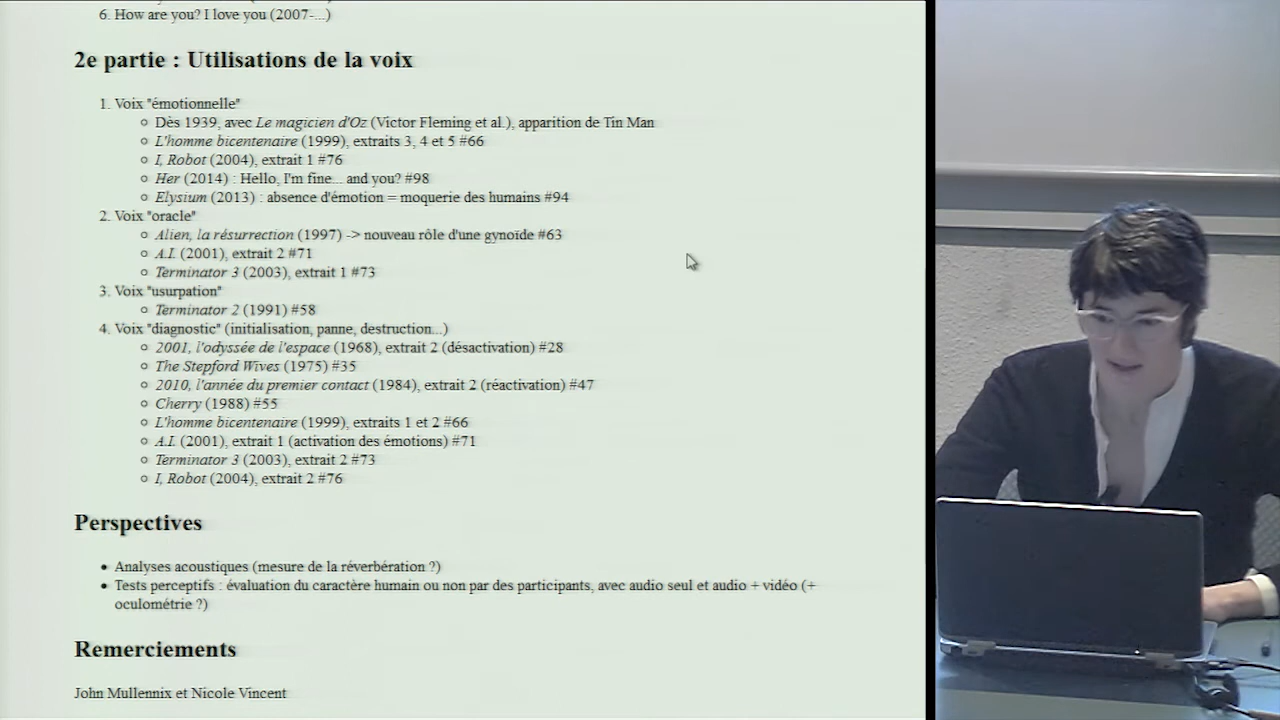 6. How are you? I love you (2007-...)
2e partie : Utilisations de la voix
1. Voix "émotionnelle"
Dès 1939, avec Le magicien d'Oz (Victor Fleming et al.), apparition de Tin Man
L'homme bicentenaire (1999), extraits 3, 4 et 5 #66
I, Robot (2004), extrait 1 #76
Her (2014) : Hello, I'm fine... and you? #98
Elysium (2013) : absence d'émotion = moquerie des humains #94
2. Voix "oracle"
Alien, la résurrection (1997) -> nouveau rôle d'une gynoïde #63
A.I. (2001), extrait 2 #71
Terminator 3 (2003), extrait 1 #73
3. Voix "usurpation"
Terminator 2 (1991) #58
4. Voix "diagnostic" (initialisation, panne, destruction...)
2001, l'odyssée de l'espace (1968), extrait 2 (désactivation) #28
The Stepford Wives (1975) #35
2010, l'année du premier contact (1984), extrait 2 (réactivation) #47
Cherry (1988) #55
L'homme bicentenaire (1999), extraits 1 et 2 #66
A.I. (2001), extrait 1 (activation des émotions) #71
Terminator 3 (2003), extrait 2 #73
I, Robot (2004), extrait 2 #76
Perspectives
Analyses acoustiques (mesure de la réverbération ?)
Tests perceptifs : évaluation du caractère humain ou non par des participants, avec audio seul et audio + vidéo (+
oculométrie ?)
Remerciements
John Mullennix et Nicole Vincent